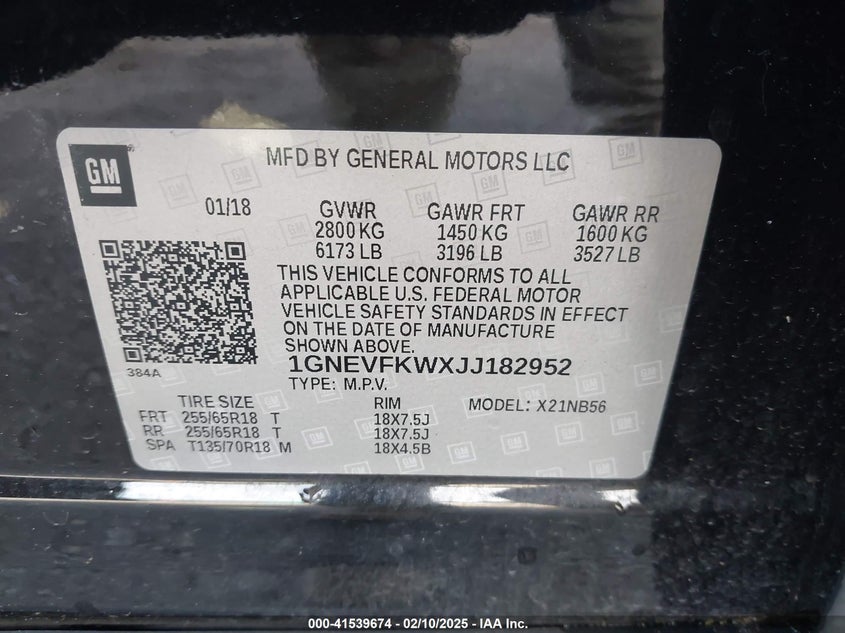 GM
MFD BY GENERAL MOTORS LLC
01/18
GVWR GAWR FRT GAWR RR
2800 KG 1450 KG 1600 KG
6173 LB 3196 LB 3527 LB
THIS VEHICLE CONFORMS TO ALL
APPLICABLE U.S. FEDERAL MOTOR
VEHICLE SAFETY STANDARDS IN EFFECT
ON THE DATE OF MANUFACTURE
SHOWN ABOVE.
384A
1GNEVFKWXJJ182952
TYPE: M.P.V.
TIRE SIZE RIM MODEL: X21NB56
FRT 255/65R18 T 18X7.5J
RR 255/65R18 T 18X7.5J
SPA T135/70R18 M 18X4.5B
000-41539674 - 02/10/2025 - IAA Inc.